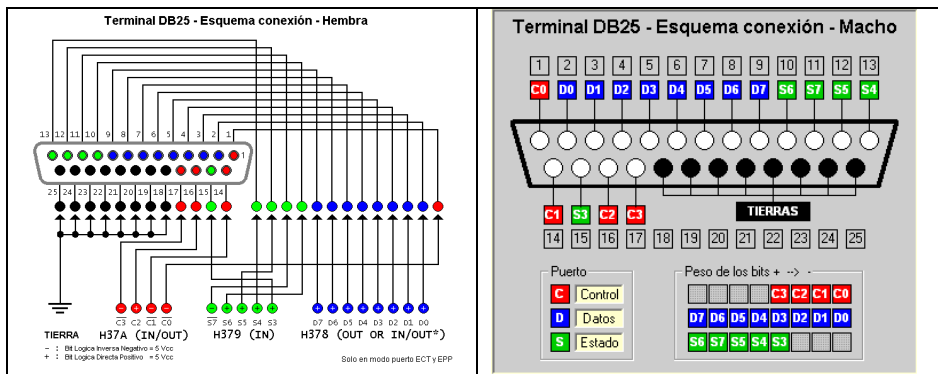 Terminal DB25 - Esquema conexión - Hembra
13 12 11 10 9 8 7 6 5 4 3 2 1
1
25 24 23 22 21 20 19 18 17 16 15 14
C3 C2 C1 C0 S7 S6 S5 S4 S3 D7 D6 D5 D4 D3 D2 D1 D0
TIERRA H37A (IN/OUT) H379 (IN) H378 (OUT OR IN/OUT*)
- : Bit Logica Inversa Negativo = 5 Vcc
+ : Bit Logica Directa Positivo = 5 Vcc
Solo en modo puerto ECT y EPP
Terminal DB25 - Esquema conexión - Macho
1 2 3 4 5 6 7 8 9 10 11 12 13
C0 D0 D1 D2 D3 D4 D5 D6 D7 S6 S7 S5 S4
TIERRAS
C1 S3 C2 C3
14 15 16 17 18 19 20 21 22 23 24 25
Puerto
C Control
D Datos
S Estado
Peso de los bits + --> -
C3 C2 C1 C0
D7 D6 D5 D4 D3 D2 D1 D0
S6 S7 S5 S4 S3